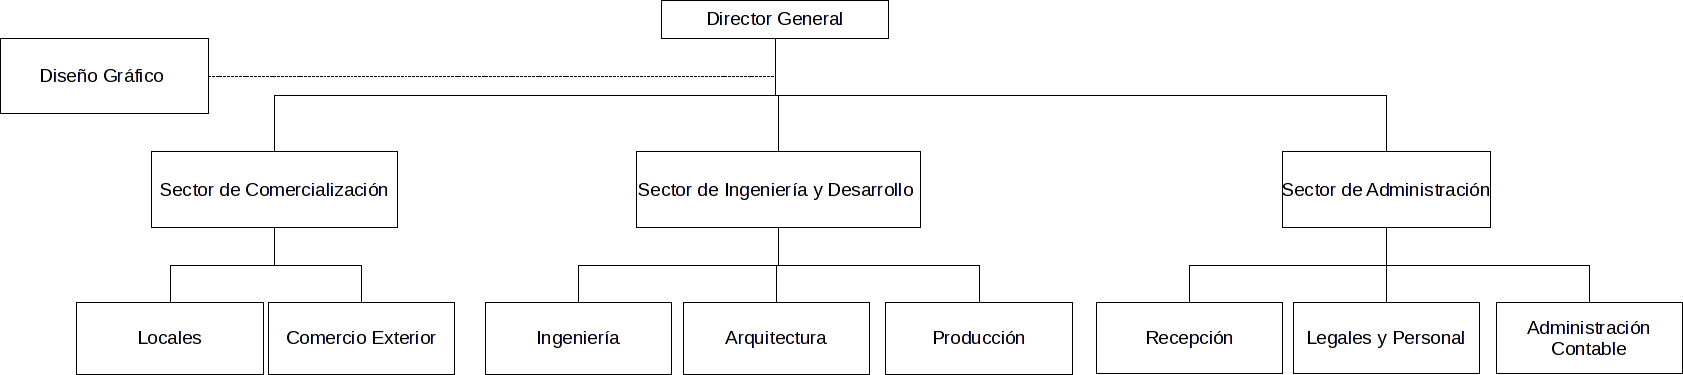 Director General
Diseño Gráfico
Sector de Comercialización
Sector de Ingeniería y Desarrollo
Sector de Administración
Locales
Comercio Exterior
Ingeniería
Arquitectura
Producción
Recepción
Legales y Personal
Administración
Contable